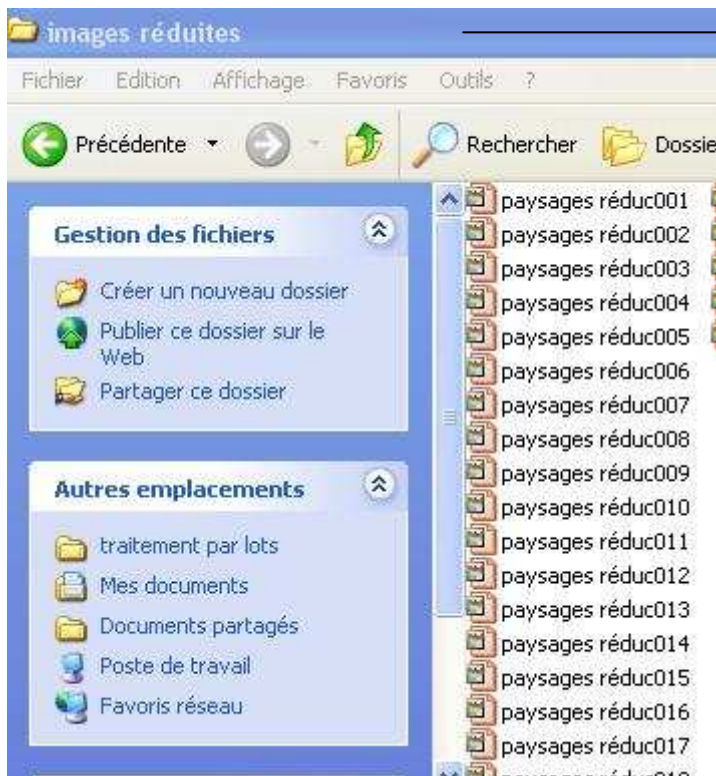 images réduites
Fichier Edition Affichage Favoris Outils ?
Précédente Rechercher Dossie
Gestion des fichiers
Créer un nouveau dossier
Publier ce dossier sur le
Web
Partager ce dossier
Autres emplacements
traitement par lots
Mes documents
Documents partagés
Poste de travail
Favoris réseau
paysages réduc001
paysages réduc002
paysages réduc003
paysages réduc004
paysages réduc005
paysages réduc006
paysages réduc007
paysages réduc008
paysages réduc009
paysages réduc010
paysages réduc011
paysages réduc012
paysages réduc013
paysages réduc014
paysages réduc015
paysages réduc016
paysages réduc017